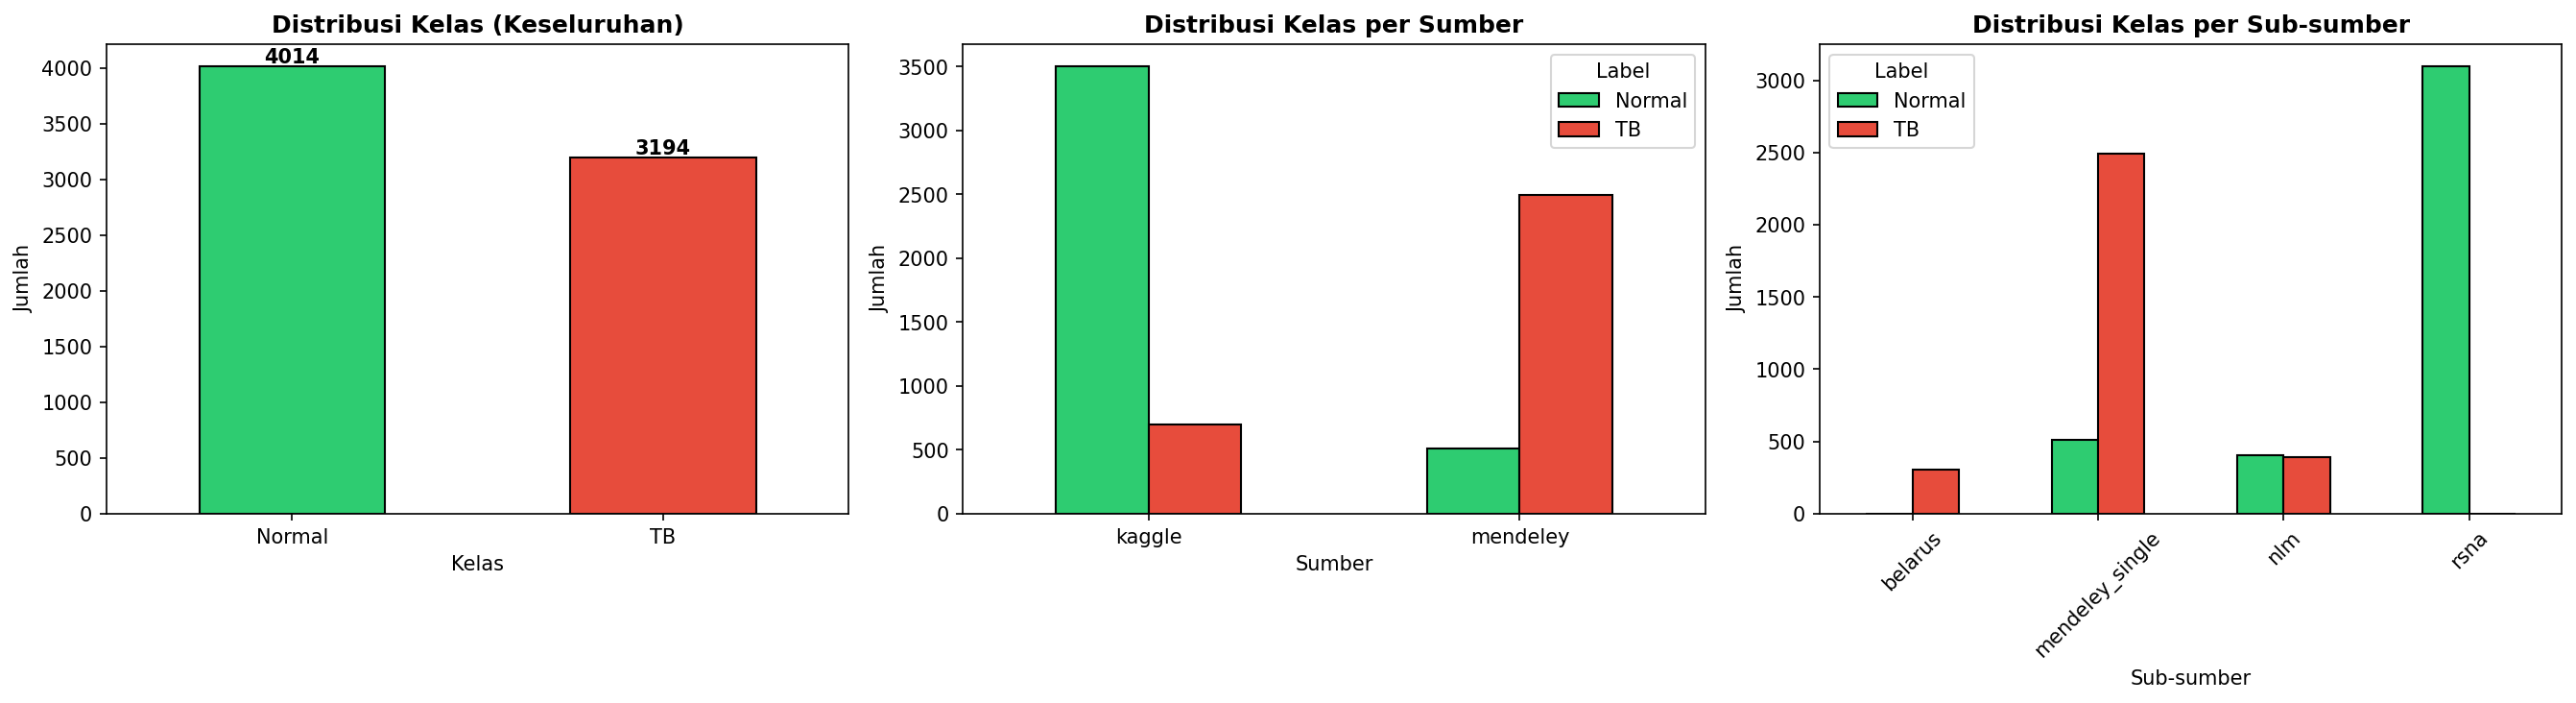 Distribusi Kelas (Keseluruhan)
4014
3194
4000
3500
3000
2500
2000
1500
1000
500
0
Jumlah
Normal
TB
Kelas
Distribusi Kelas per Sumber
Label
Normal
TB
3500
3000
2500
2000
1500
1000
500
0
Jumlah
kaggle
mendeley
Sumber
Distribusi Kelas per Sub-sumber
Label
Normal
TB
3000
2500
2000
1500
1000
500
0
Jumlah
belarus
mendeley_single
nlm
rsna
Sub-sumber